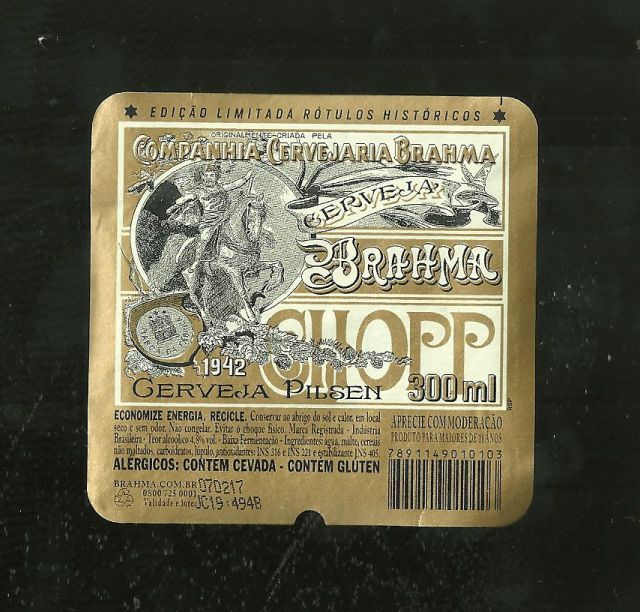 EDIÇÃO LIMITADA RÓTULOS HISTÓRICOS
ORIGINALMENTE CRIADA PELA
COMPANHIA CERVEJARIA BRAHMA
CERVEJA
BRAHMA
CHOPP
1942
CERVEJA PILSEN 300 ml
ECONOMIZE ENERGIA. RECICLE. Conservar ao abrigo do sol e calor, em local
seco e sem odor. Não congelar. Evitar o choque físico. Marca Registrada - Indústria
Brasileira - Teor alcoólico 4,8% vol - Baixa Fermentação - Ingredientes: água, malte, cereais
não maltados, carboidratos, lúpulo, antioxidantes: INS 316 e INS 221 e estabilizante INS 405.
ALÉRGICOS: CONTÉM CEVADA - CONTÉM GLÚTEN
APRECIE COM MODERAÇÃO
PRODUTO PARA MAIORES DE 18 ANOS
7891149010103
BRAHMA.COM.BR 070217
0800 725 0001
Validade e lote: JC19:494B
RSP